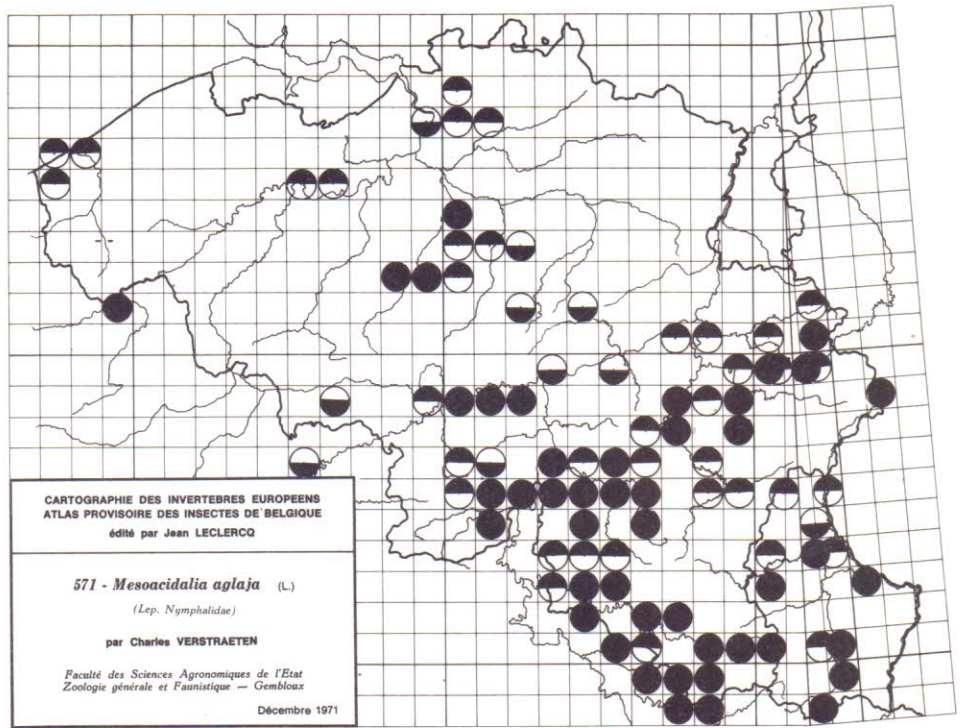 CARTOGRAPHIE DES INVERTEBRES EUROPEENS
ATLAS PROVISOIRE DES INSECTES DE BELGIQUE
édité par Jean LECLERCQ
571 - Mesoacidalia aglaja (L.)
(Lep. Nymphalidae)
par Charles VERSTRAETEN
Faculté des Sciences Agronomiques de l'Etat
Zoologie générale et Faunistique — Gembloux
Décembre 1971